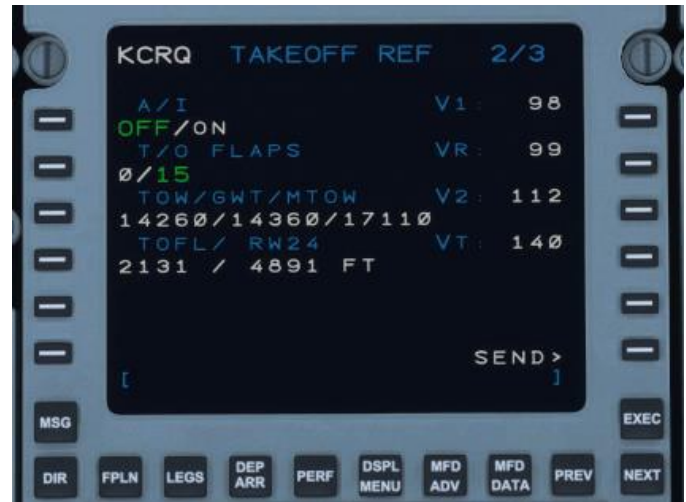 KCRQ TAKEOFF REF 2/3
A/I V1: 98
OFF/ON
T/O FLAPS VR: 99
0/15
TOW/GWT/MTOW V2: 112
14260/14360/17110
TOFL/ RW24 VT: 140
2131 / 4891 FT
SEND>
[ ]
MSG EXEC
DIR FPLN LEGS DEP ARR PERF DSPL MENU MFD ADV MFD DATA PREV NEXT